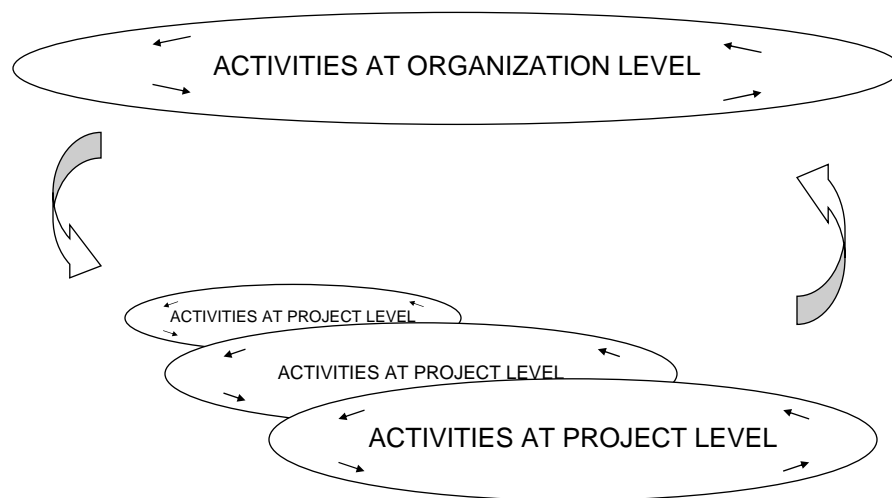 ACTIVITIES AT ORGANIZATION LEVEL
ACTIVITIES AT PROJECT LEVEL
ACTIVITIES AT PROJECT LEVEL
ACTIVITIES AT PROJECT LEVEL